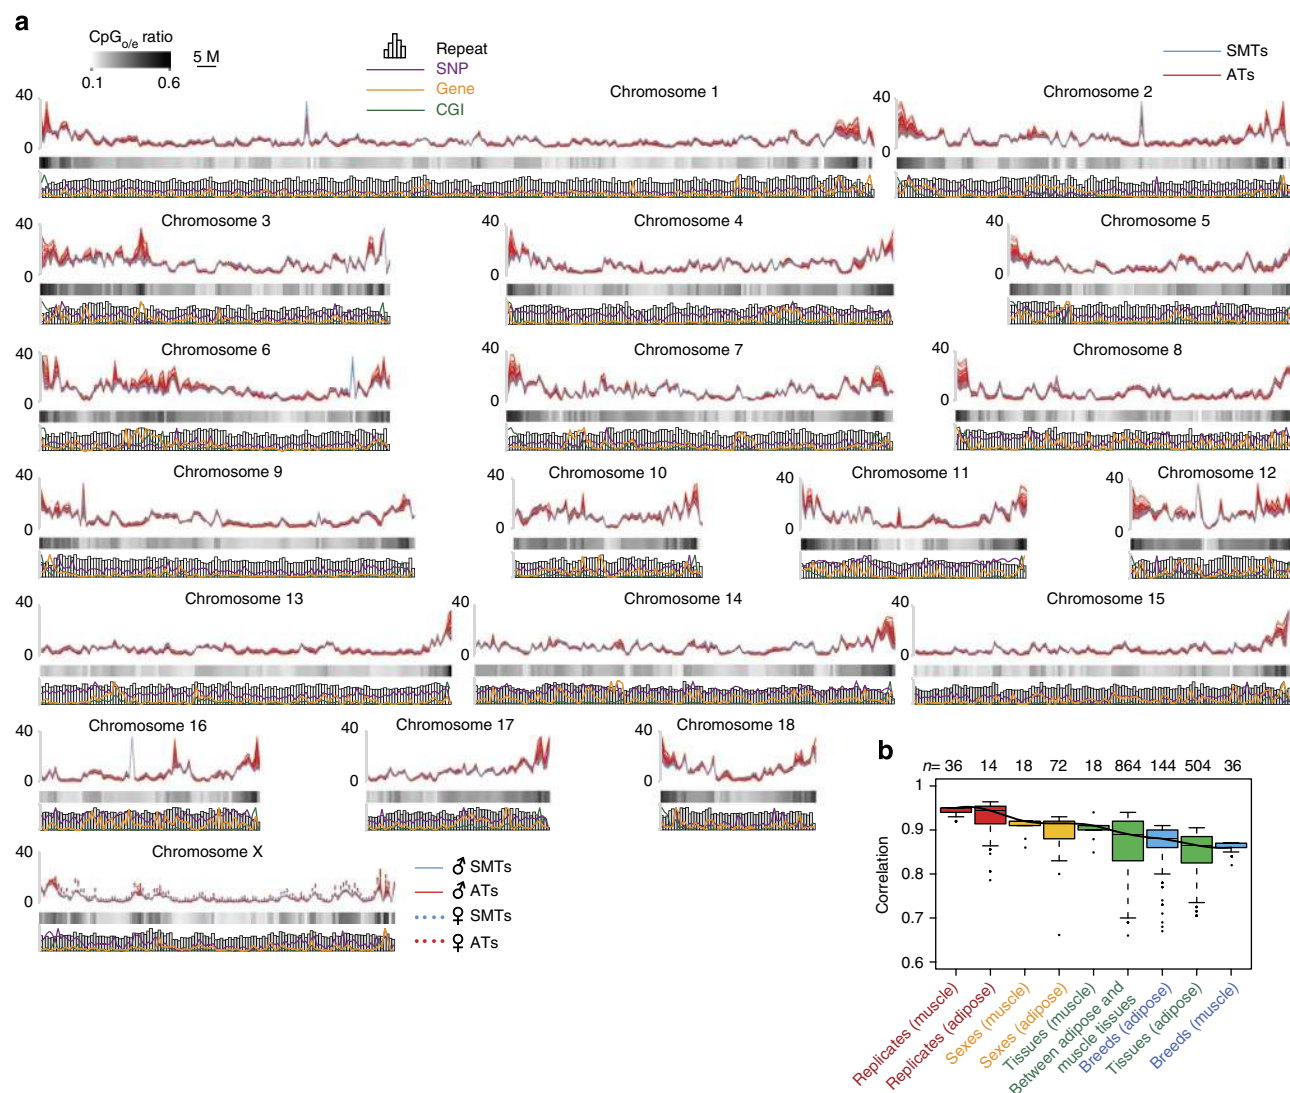 a
CpGo/e ratio
5 M
0.1 0.6
Repeat
SNP
Gene
CGI
SMTs
ATs
Chromosome 1
40
0
Chromosome 2
40
0
Chromosome 3
40
0
Chromosome 4
40
0
Chromosome 5
40
0
Chromosome 6
40
0
Chromosome 7
40
0
Chromosome 8
40
0
Chromosome 9
40
0
Chromosome 10
40
0
Chromosome 11
40
0
Chromosome 12
40
0
Chromosome 13
40
0
Chromosome 14
40
0
Chromosome 15
40
0
Chromosome 16
40
0
Chromosome 17
40
0
Chromosome 18
40
0
Chromosome X
40
0
♂ SMTs
♂ ATs
♀ SMTs
♀ ATs
b
n= 36 14 18 72 18 864 144 504 36
1
0.9
0.8
0.7
0.6
Correlation
Replicates (muscle)
Replicates (adipose)
Sexes (muscle)
Sexes (adipose)
Tissues (muscle)
Between adipose and
muscle tissues
Breeds (adipose)
Tissues (adipose)
Breeds (muscle)